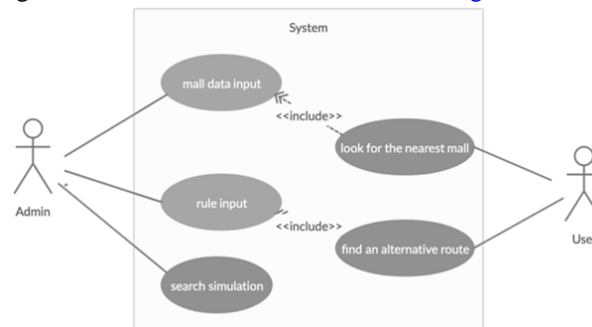 System
mall data input
<<include>>
look for the nearest mall
Admin
rule input
<<include>>
find an alternative route
search simulation